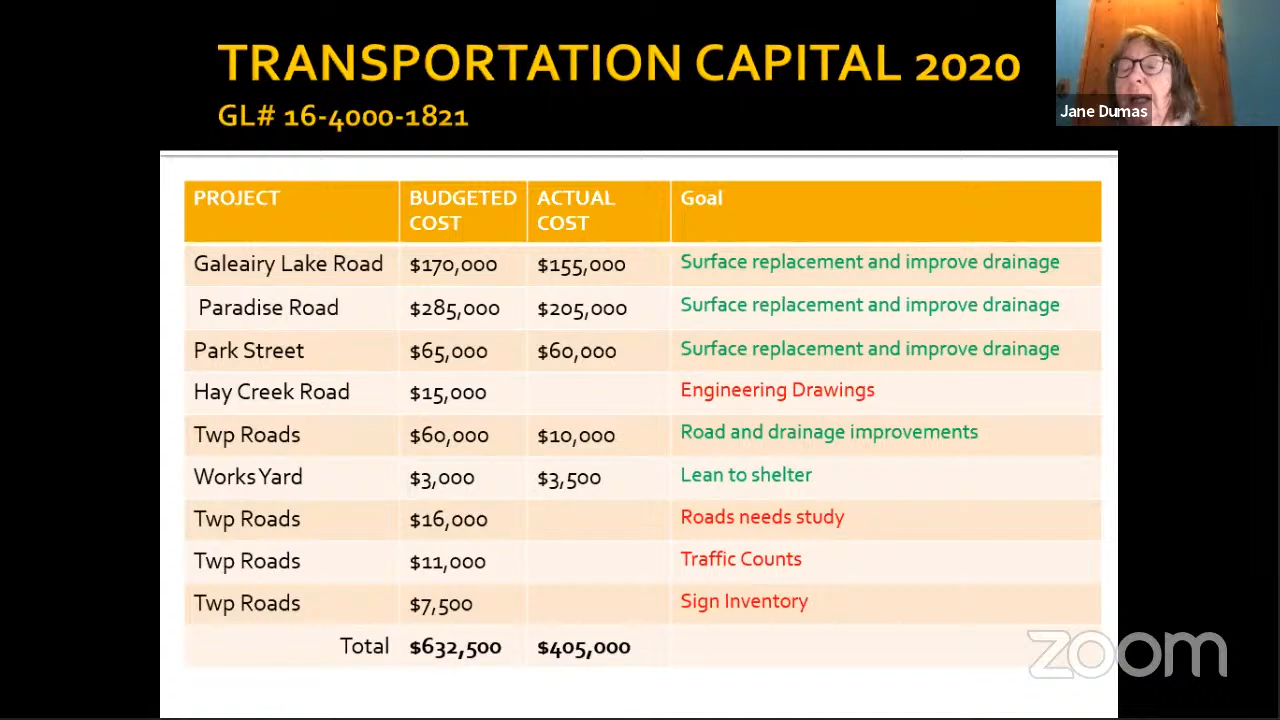 TRANSPORTATION CAPITAL 2020
GL# 16-4000-1821
Jane Dumas
PROJECT BUDGETED COST ACTUAL COST Goal
Galeairy Lake Road $170,000 $155,000 Surface replacement and improve drainage
Paradise Road $285,000 $205,000 Surface replacement and improve drainage
Park Street $65,000 $60,000 Surface replacement and improve drainage
Hay Creek Road $15,000 Engineering Drawings
Twp Roads $60,000 $10,000 Road and drainage improvements
Works Yard $3,000 $3,500 Lean to shelter
Twp Roads $16,000 Roads needs study
Twp Roads $11,000 Traffic Counts
Twp Roads $7,500 Sign Inventory
Total $632,500 $405,000
zoom